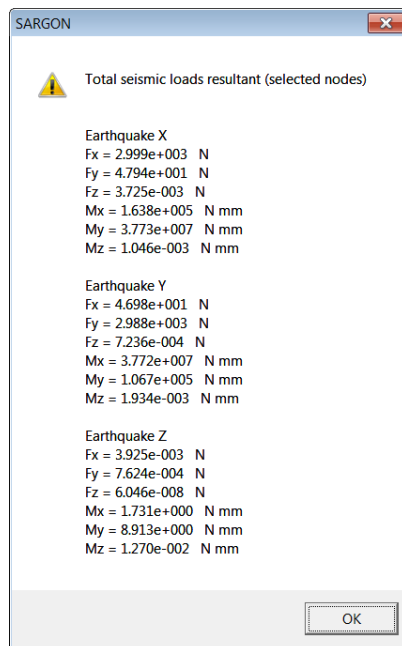 SARGON
Total seismic loads resultant (selected nodes)
Earthquake X
Fx = 2.999e+003 N
Fy = 4.794e+001 N
Fz = 3.725e-003 N
Mx = 1.638e+005 N mm
My = 3.773e+007 N mm
Mz = 1.046e-003 N mm
Earthquake Y
Fx = 4.698e+001 N
Fy = 2.988e+003 N
Fz = 7.236e-004 N
Mx = 3.772e+007 N mm
My = 1.067e+005 N mm
Mz = 1.934e-003 N mm
Earthquake Z
Fx = 3.925e-003 N
Fy = 7.624e-004 N
Fz = 6.046e-008 N
Mx = 1.731e+000 N mm
My = 8.913e+000 N mm
Mz = 1.270e-002 N mm
OK